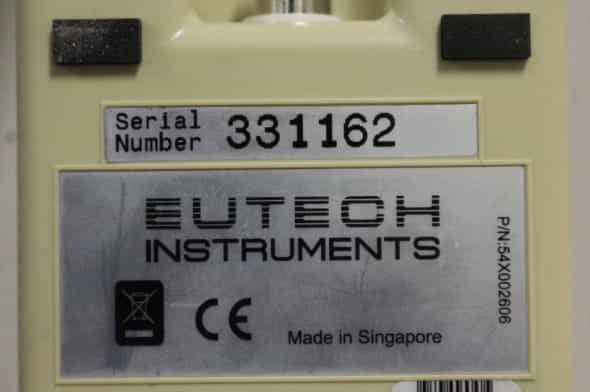 Serial
Number 331162
EUTECH
INSTRUMENTS
P/N:54X002606
CE
Made in Singapore